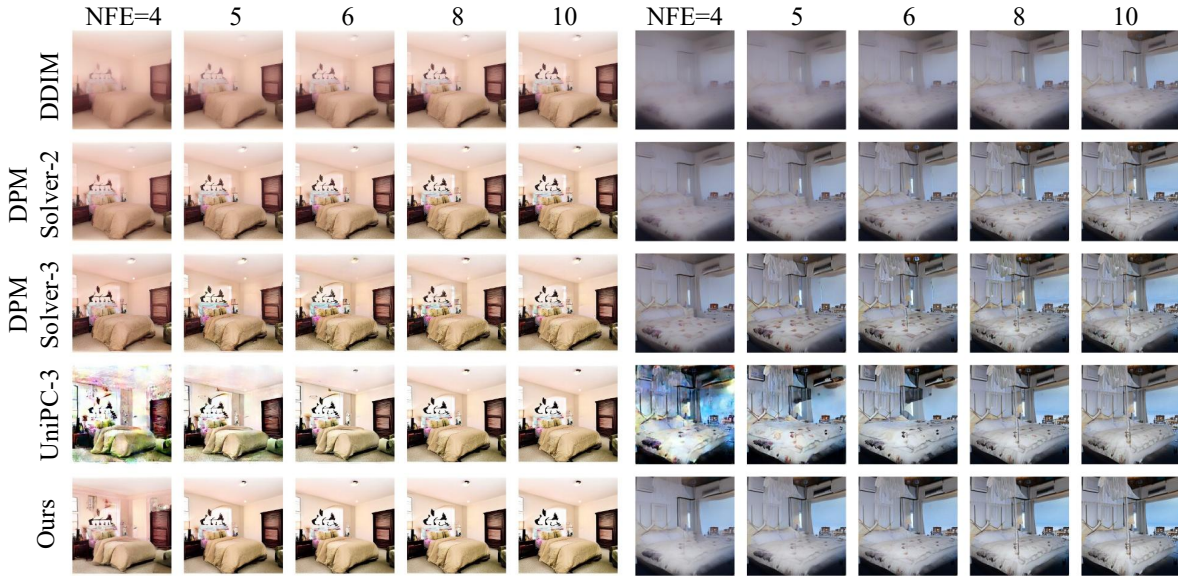 NFE=4 5 6 8 10 NFE=4 5 6 8 10
DDIM
DPM
Solver-2
DPM
Solver-3
UniPC-3
Ours